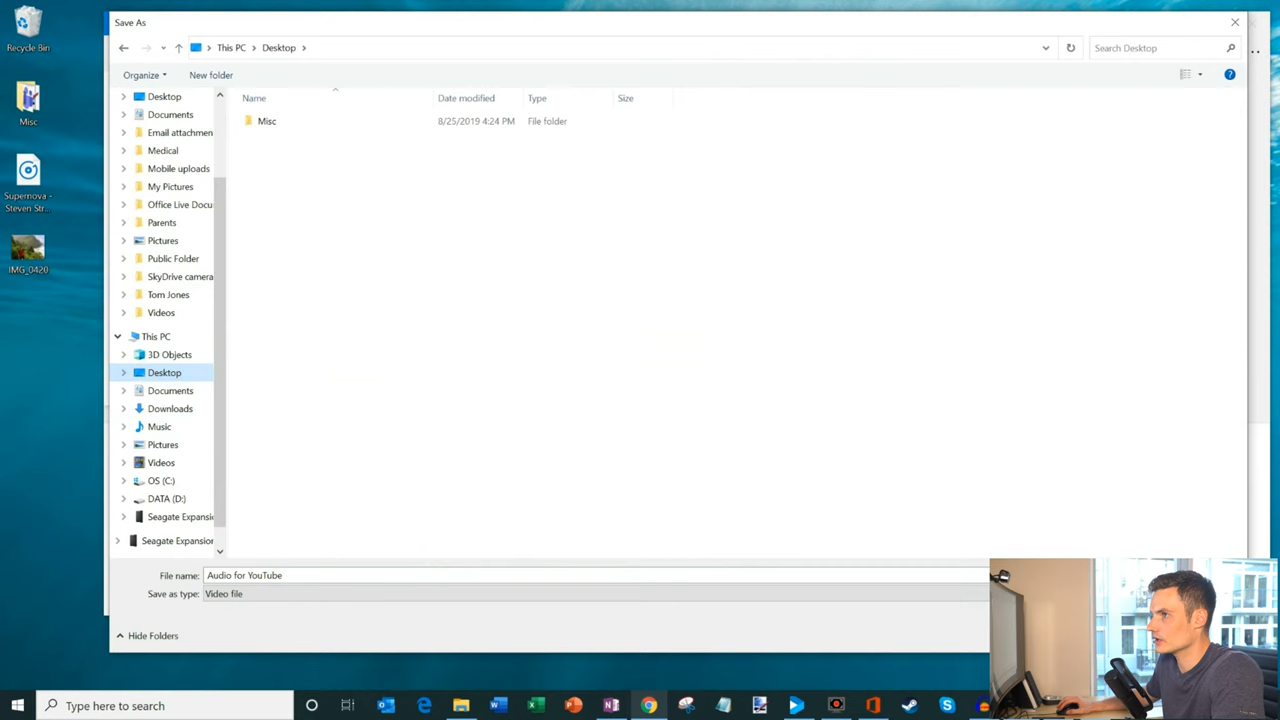 Save As
Recycle Bin
Misc
Supernova -
Steven Str...
IMG_0420
This PC
Desktop
Search Desktop
Organize
New folder
Name
Date modified
Type
Size
Misc
8/25/2019 4:24 PM
File folder
Desktop
Documents
Email attachmen
Medical
Mobile uploads
My Pictures
Office Live Docu
Parents
Pictures
Public Folder
SkyDrive camera
Tom Jones
Videos
This PC
3D Objects
Desktop
Documents
Downloads
Music
Pictures
Videos
OS (C:)
DATA (D:)
Seagate Expansi
Seagate Expansion
File name: Audio for YouTube
Save as type: Video file
Hide Folders
Type here to search